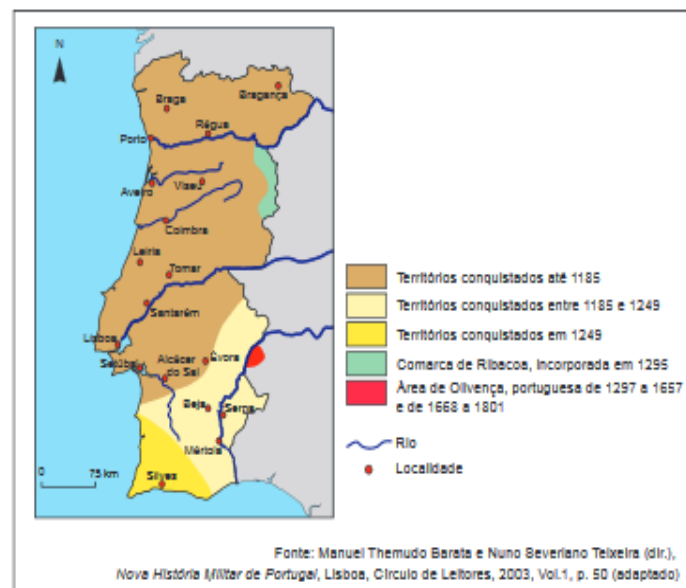 N
Bragança
Braga
Régua
Porto
Aveiro
Viseu
Coimbra
Leiria
Tomar
Santarém
Lisboa
Setúbal
Alcácer
do Sal
Évora
Beja
Serpa
Mértola
Silves
0 75 km
Territórios conquistados até 1185
Territórios conquistados entre 1185 e 1249
Territórios conquistados em 1249
Comarca de Ribacoa, incorporada em 1295
Área de Olivença, portuguesa de 1297 a 1657
e de 1668 a 1801
Rio
Localidade
Fonte: Manuel Themudo Barata e Nuno Severiano Teixeira (dir.),
Nova História Militar de Portugal, Lisboa, Círculo de Leitores, 2003, Vol.1, p. 50 (adaptado)